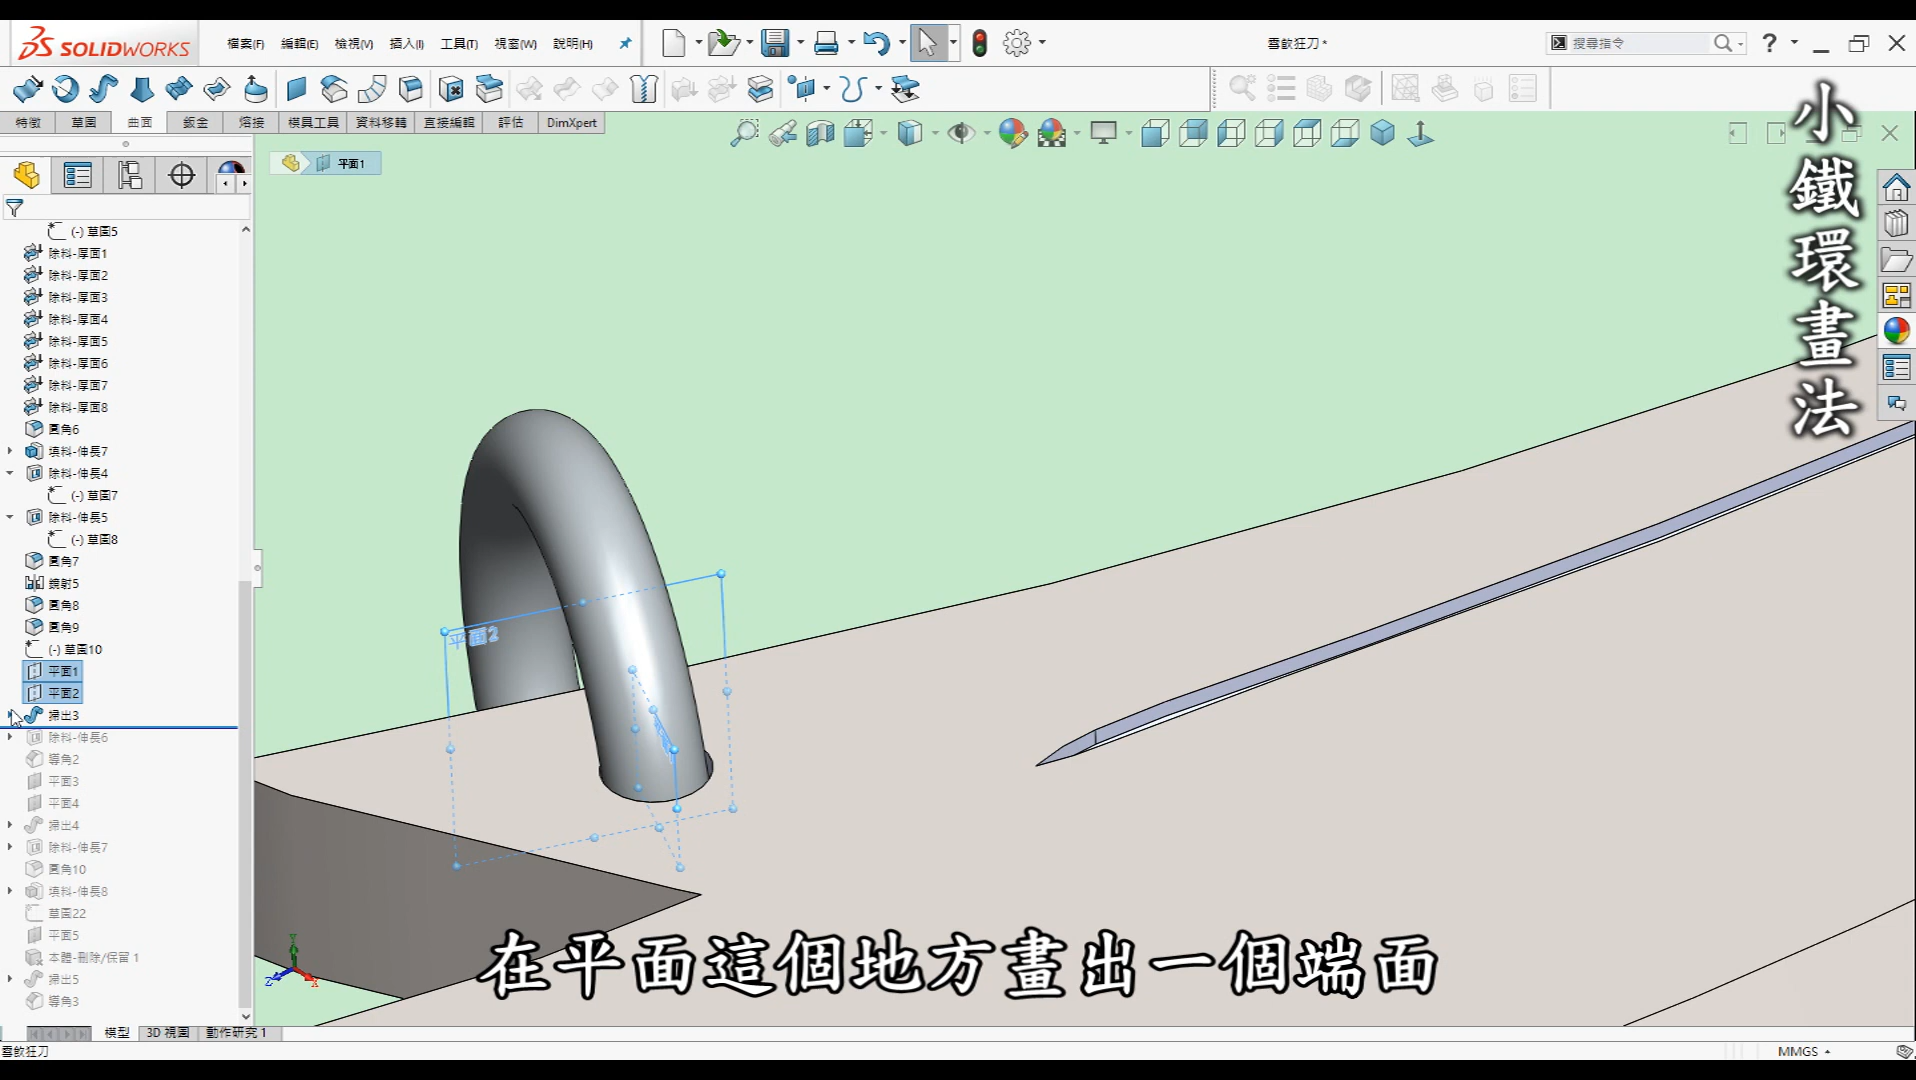 SOLIDWORKS
檔案(F) 編輯(E) 檢視(V) 插入(I) 工具(T) 視窗(W) 說明(H)
雪飲狂刀 *
搜尋指令
特徵 草圖 曲面 鈑金 熔接 模具工具 資料移轉 直接編輯 評估 DimXpert
平面1
(-) 草圖5
除料-厚面1
除料-厚面2
除料-厚面3
除料-厚面4
除料-厚面5
除料-厚面6
除料-厚面7
除料-厚面8
圓角6
填料-伸長7
除料-伸長4
(-) 草圖7
除料-伸長5
(-) 草圖8
圓角7
鏡射5
圓角8
圓角9
(-) 草圖10
平面1
平面2
掃出3
除料-伸長6
導角2
平面3
平面4
掃出4
除料-伸長7
圓角10
填料-伸長8
草圖22
平面5
本體-刪除/保留 1
掃出5
導角3
平面2
小鐵環畫法
在平面這個地方畫出一個端面
模型 3D 視圖 動作研究 1
雪飲狂刀
MMGS